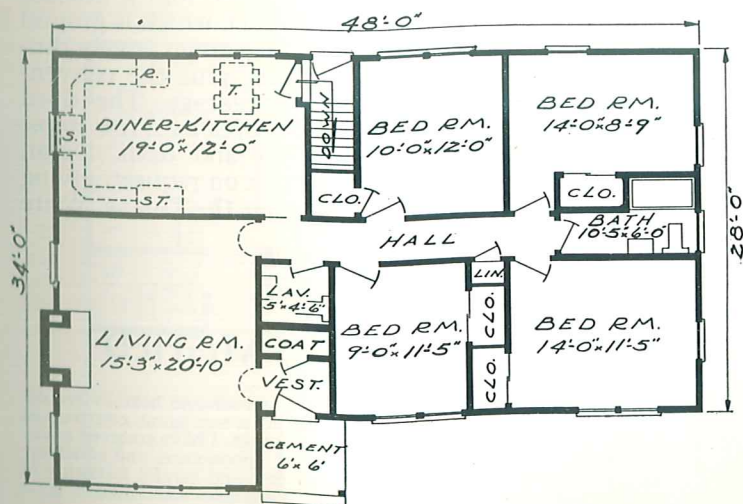 48'-0"
34'-0"
28'-0"
R.
T.
S.
ST.
DINER-KITCHEN
19'-0"x12'-0"
DOWN
CLO.
BED RM.
10'-0"x12'-0"
BED RM.
14'-0"x8'-9"
CLO.
BATH
10'-5"x6'-0"
HALL
LIN.
LAV.
5'x4'-6"
LIVING RM.
15'-3"x20'-10"
COAT
VEST.
CEMENT
6'x6'
BED RM.
9'-0"x11'-5"
CLO.
CLO.
BED RM.
14'-0"x11'-5"